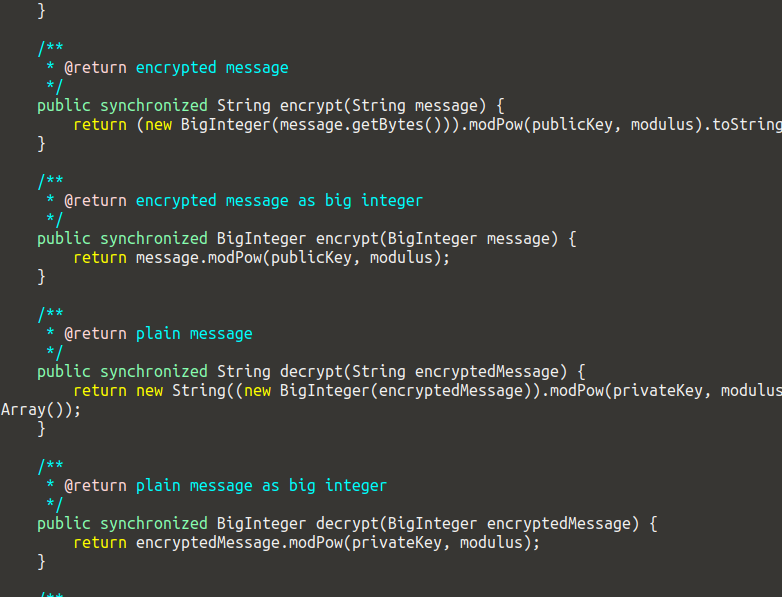 }
/**
* @return encrypted message
*/
public synchronized String encrypt(String message) {
return (new BigInteger(message.getBytes())).modPow(publicKey, modulus).toString
}
/**
* @return encrypted message as big integer
*/
public synchronized BigInteger encrypt(BigInteger message) {
return message.modPow(publicKey, modulus);
}
/**
* @return plain message
*/
public synchronized String decrypt(String encryptedMessage) {
return new String((new BigInteger(encryptedMessage)).modPow(privateKey, modulus
Array());
}
/**
* @return plain message as big integer
*/
public synchronized BigInteger decrypt(BigInteger encryptedMessage) {
return encryptedMessage.modPow(privateKey, modulus);
}
/**